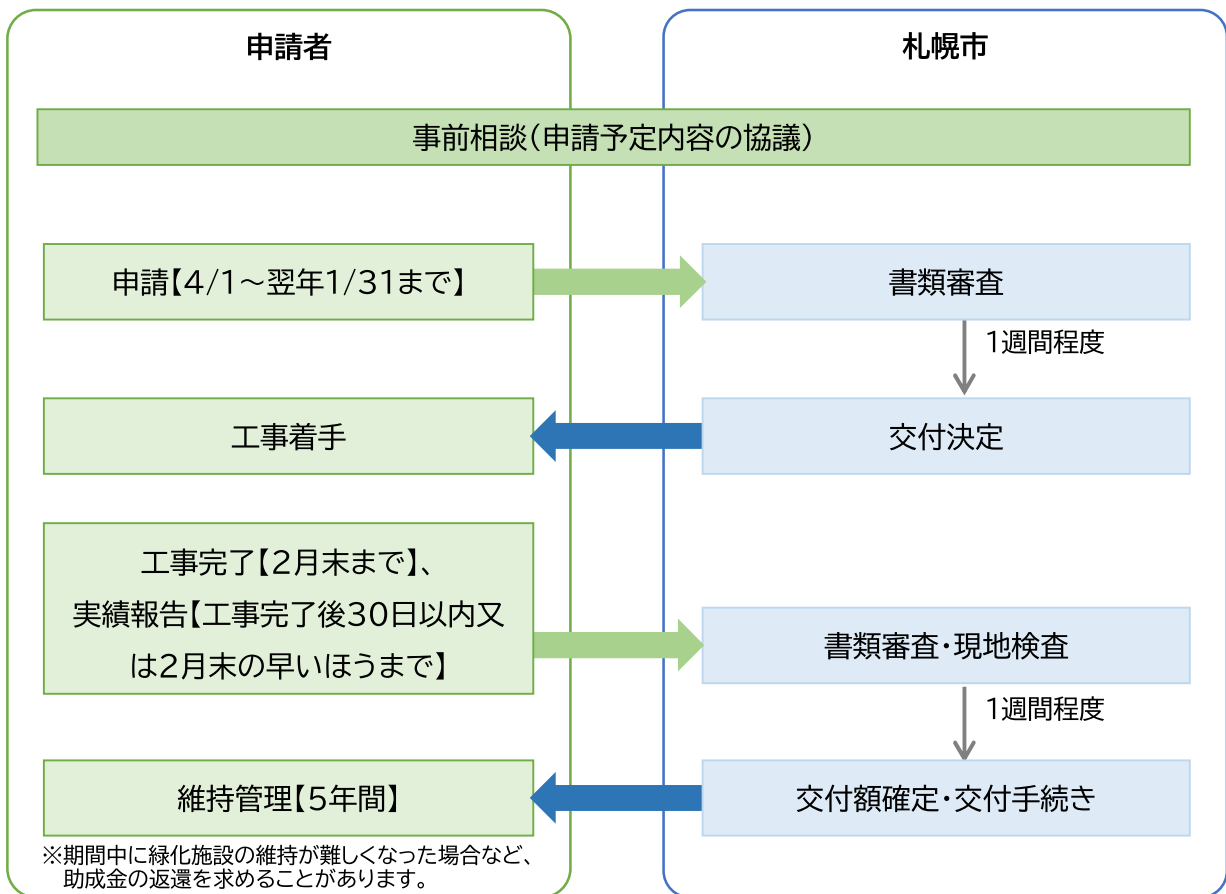 申請者
札幌市
事前相談（申請予定内容の協議）
申請【4/1～翌年1/31まで】
書類審査
1週間程度
工事着手
交付決定
工事完了【2月末まで】、
実績報告【工事完了後30日以内又
は2月末の早いほうまで】
書類審査・現地検査
1週間程度
維持管理【5年間】
交付額確定・交付手続き
※期間中に緑化施設の維持が難しくなった場合など、
助成金の返還を求めることがあります。